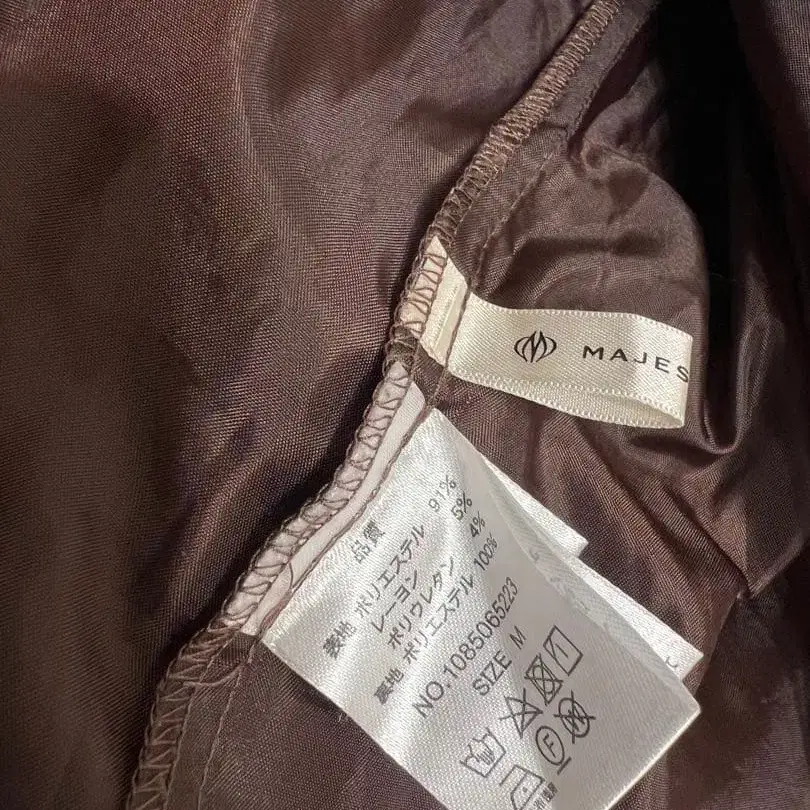 MAJES
品質
表地 ポリエステル 91%
レーヨン 5%
ポリウレタン 4%
裏地 ポリエステル 100%
NO.1085065223
SIZE M
F